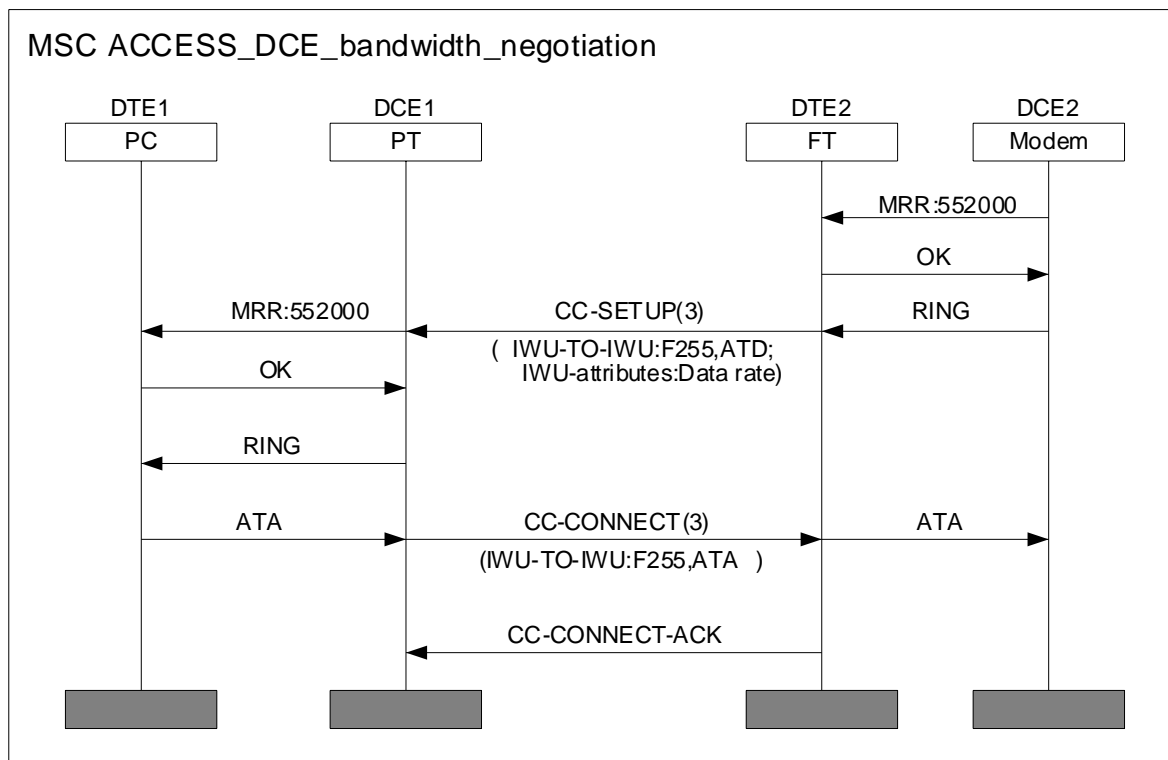 MSC ACCESS_DCE_bandwidth_negotiation
DTE1 DCE1 DTE2 DCE2
PC PT FT Modem
MRR:552000
OK
MRR:552000 CC-SETUP(3) RING
( IWU-TO-IWU:F255,ATD;
IWU-attributes:Data rate)
OK
RING
ATA CC-CONNECT(3) ATA
(IWU-TO-IWU:F255,ATA )
CC-CONNECT-ACK